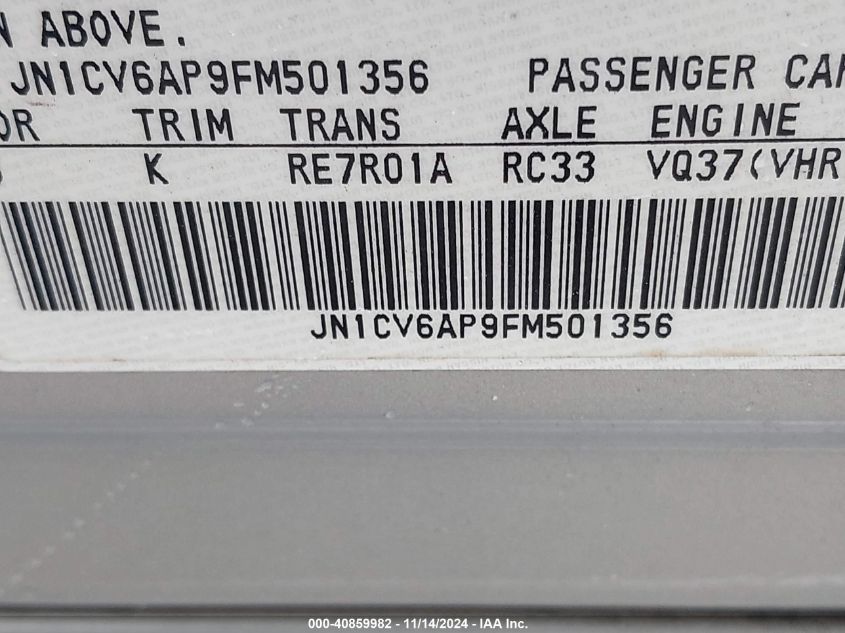 N ABOVE.
JN1CV6AP9FM501356 PASSENGER CAR
OR TRIM TRANS AXLE ENGINE
K RE7R01A RC33 VQ37(VHR
JN1CV6AP9FM501356
000-40859982 - 11/14/2024 - IAA Inc.